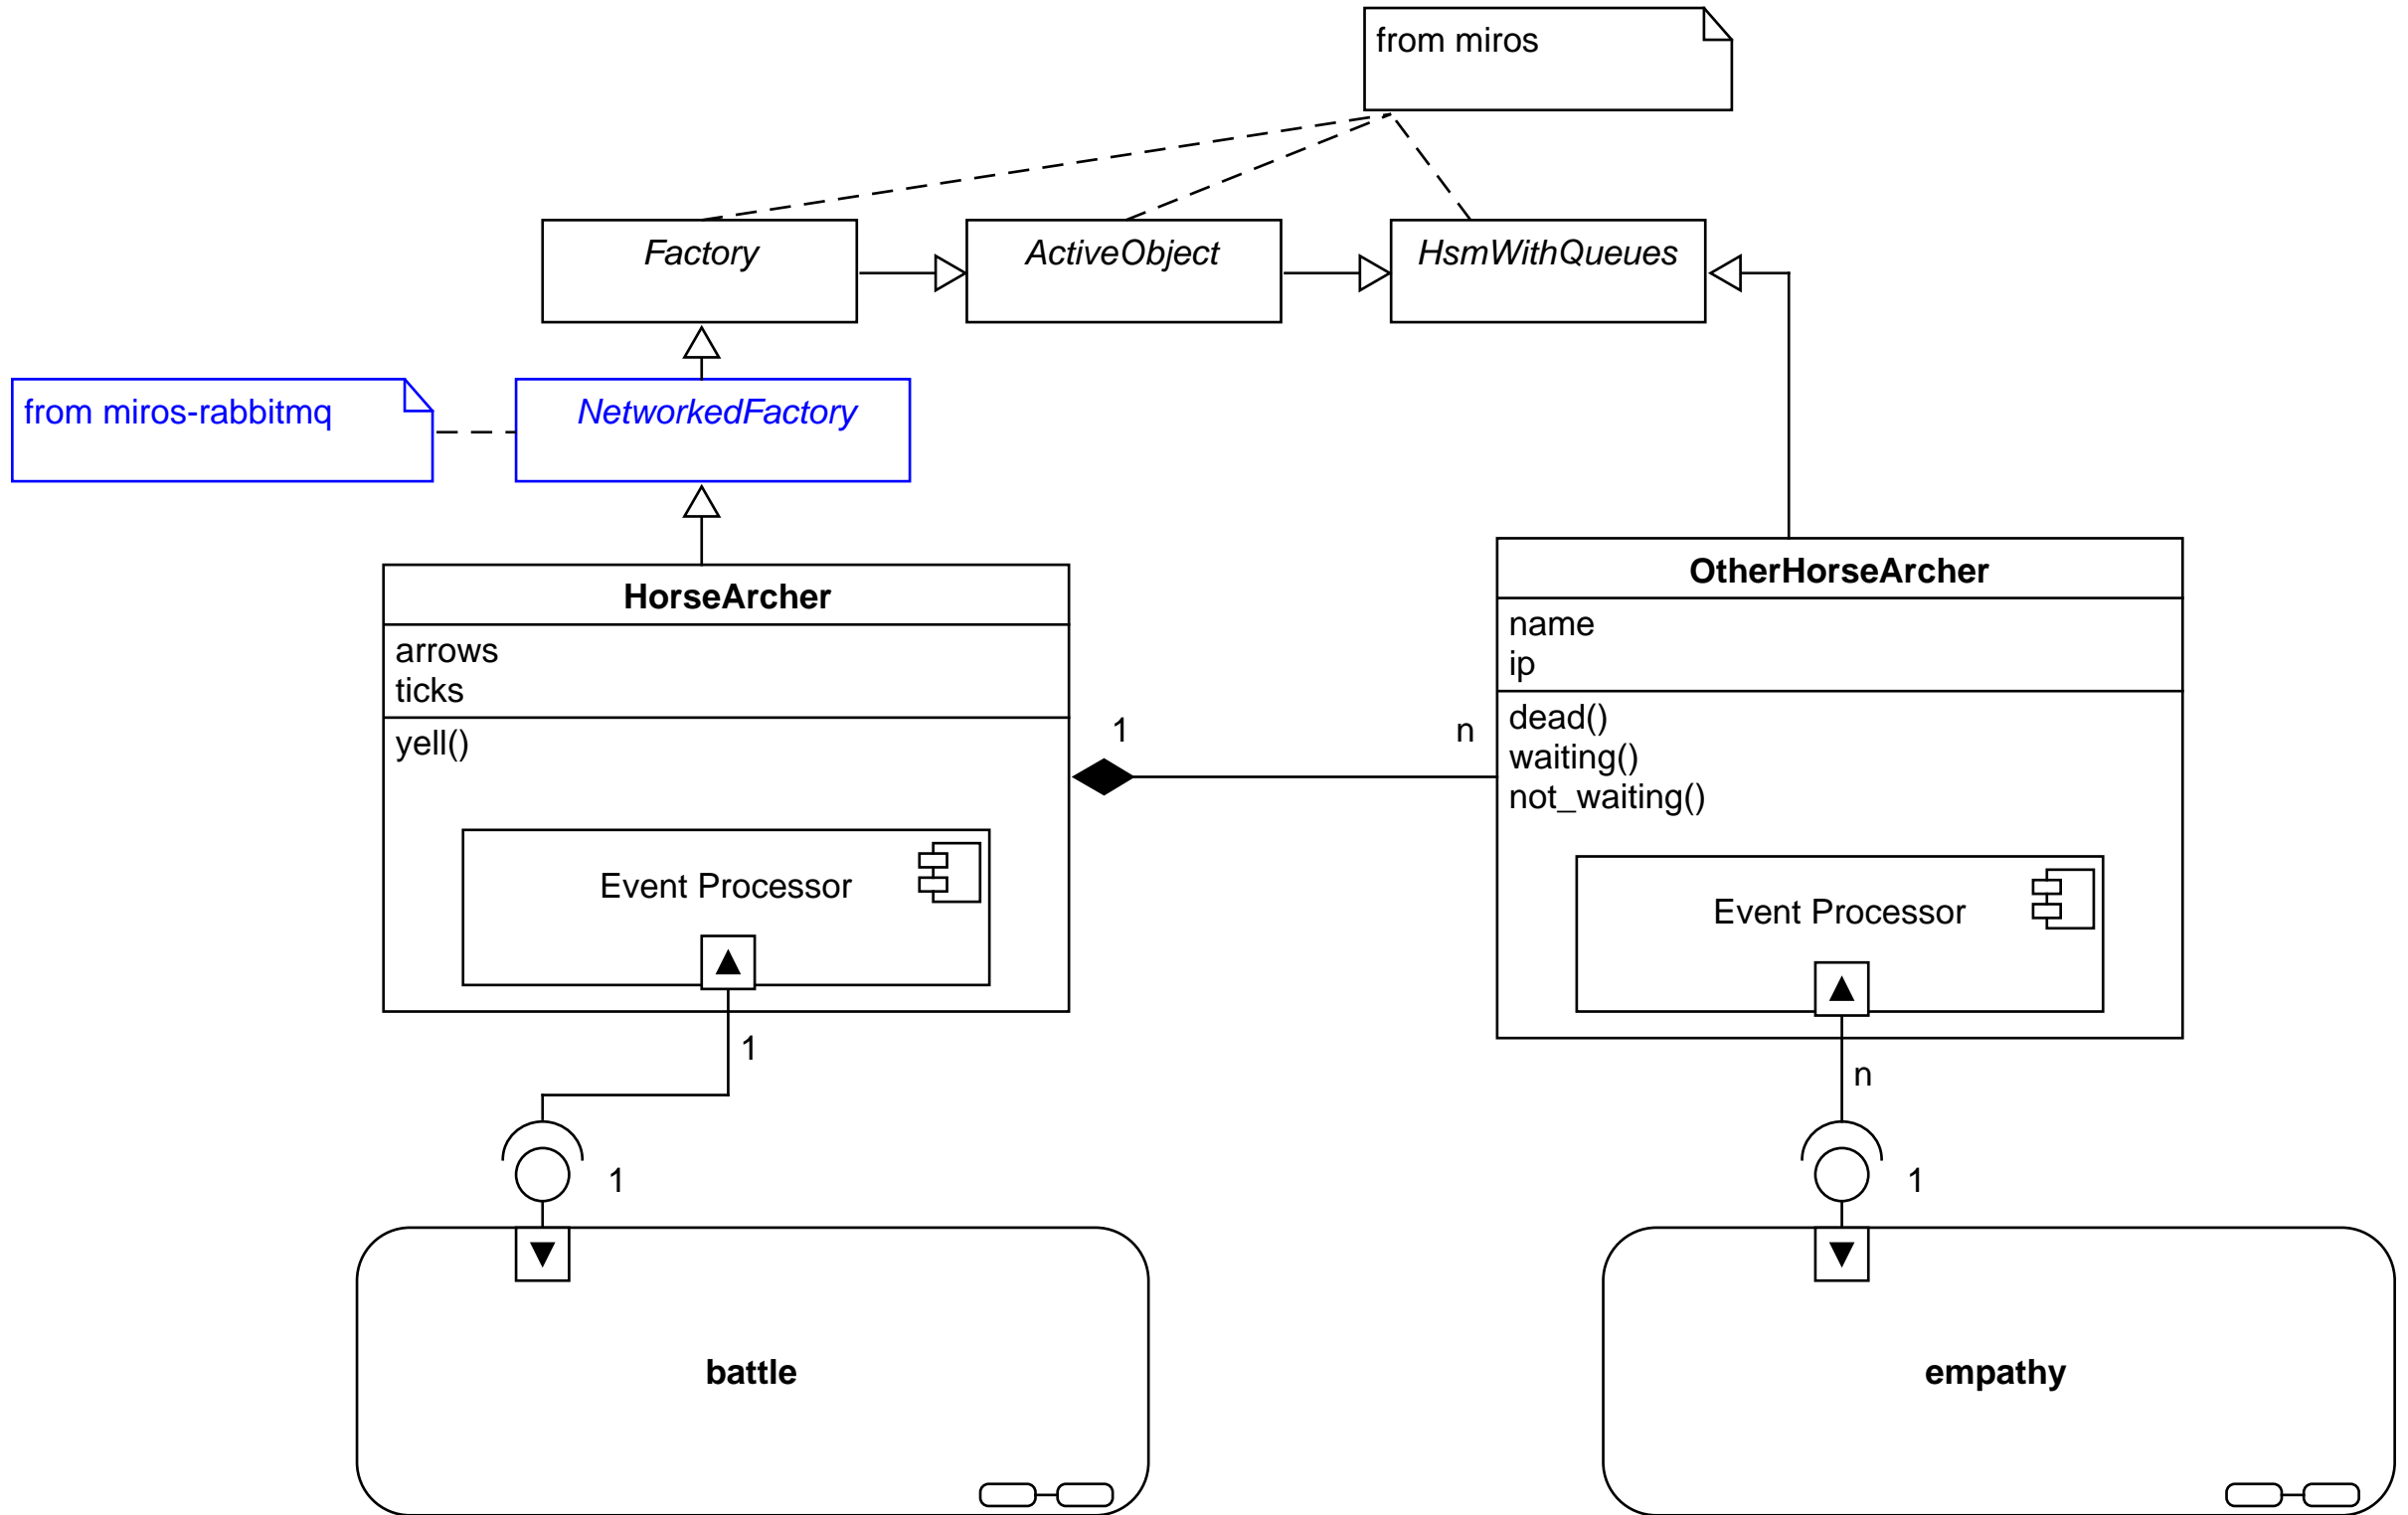 from miros
Factory
ActiveObject
HsmWithQueues
from miros-rabbitmq
NetworkedFactory
HorseArcher
arrows
ticks
yell()
Event Processor
1
n
OtherHorseArcher
name
ip
dead()
waiting()
not_waiting()
Event Processor
1
1
n
1
battle
empathy